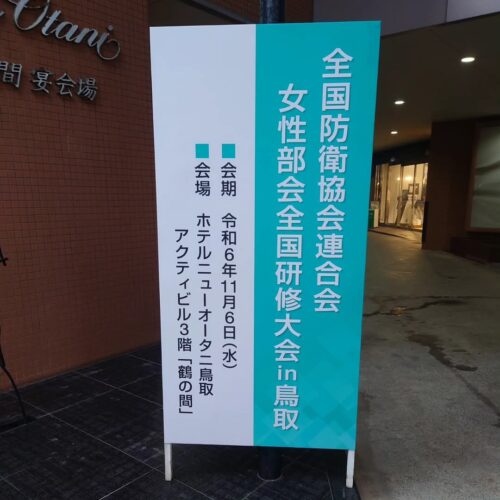 全国防衛協会連合会
女性部会全国研修大会in鳥取
■会期 令和6年11月6日(水)
■会場 ホテルニューオータニ鳥取
アクティビル3階「鶴の間」
Otani
間 宴会場